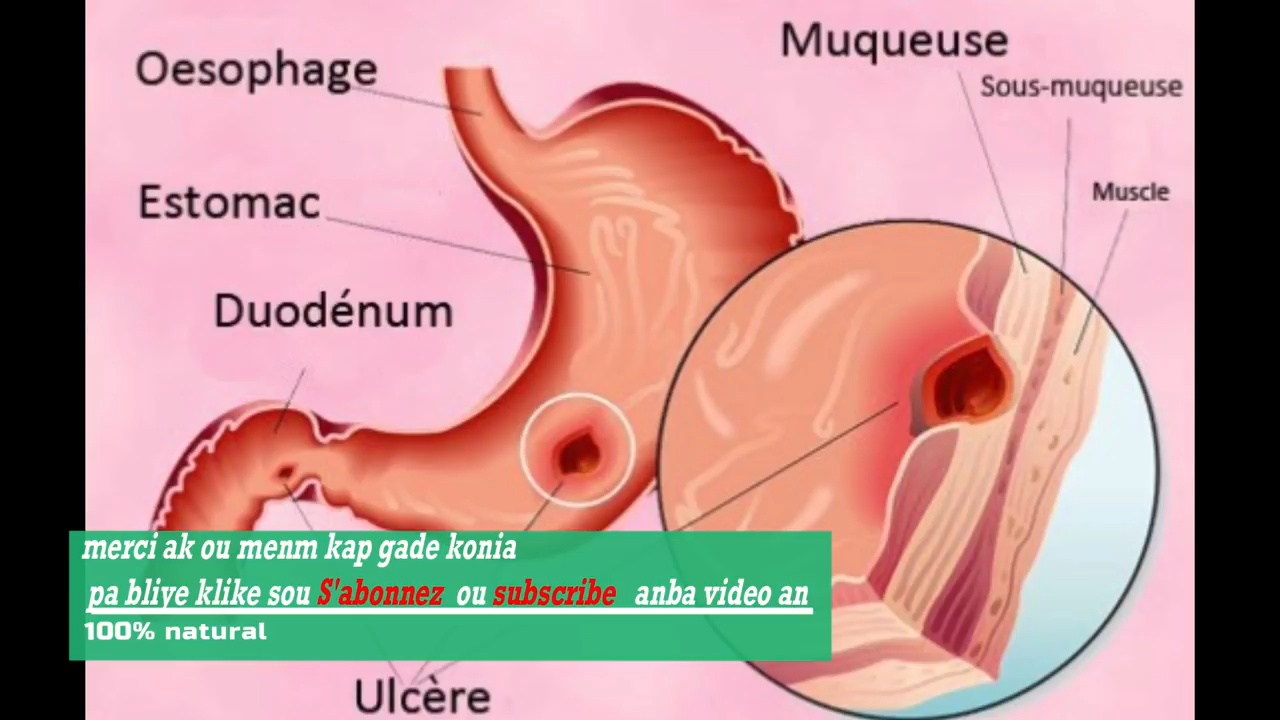 Muqueuse
Oesophage
Sous-muqueuse
Muscle
Estomac
Duodénum
merci ak ou menm kap gade konia
pa bliye klike sou S'abonnez ou subscribe anba video an
100% natural
Ulcère